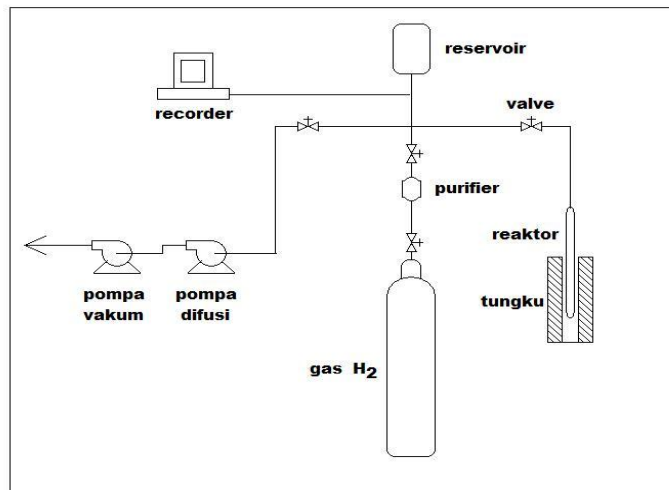 reservoir
recorder
valve
purifier
reaktor
tungku
pompa
vakum
pompa
difusi
gas H2